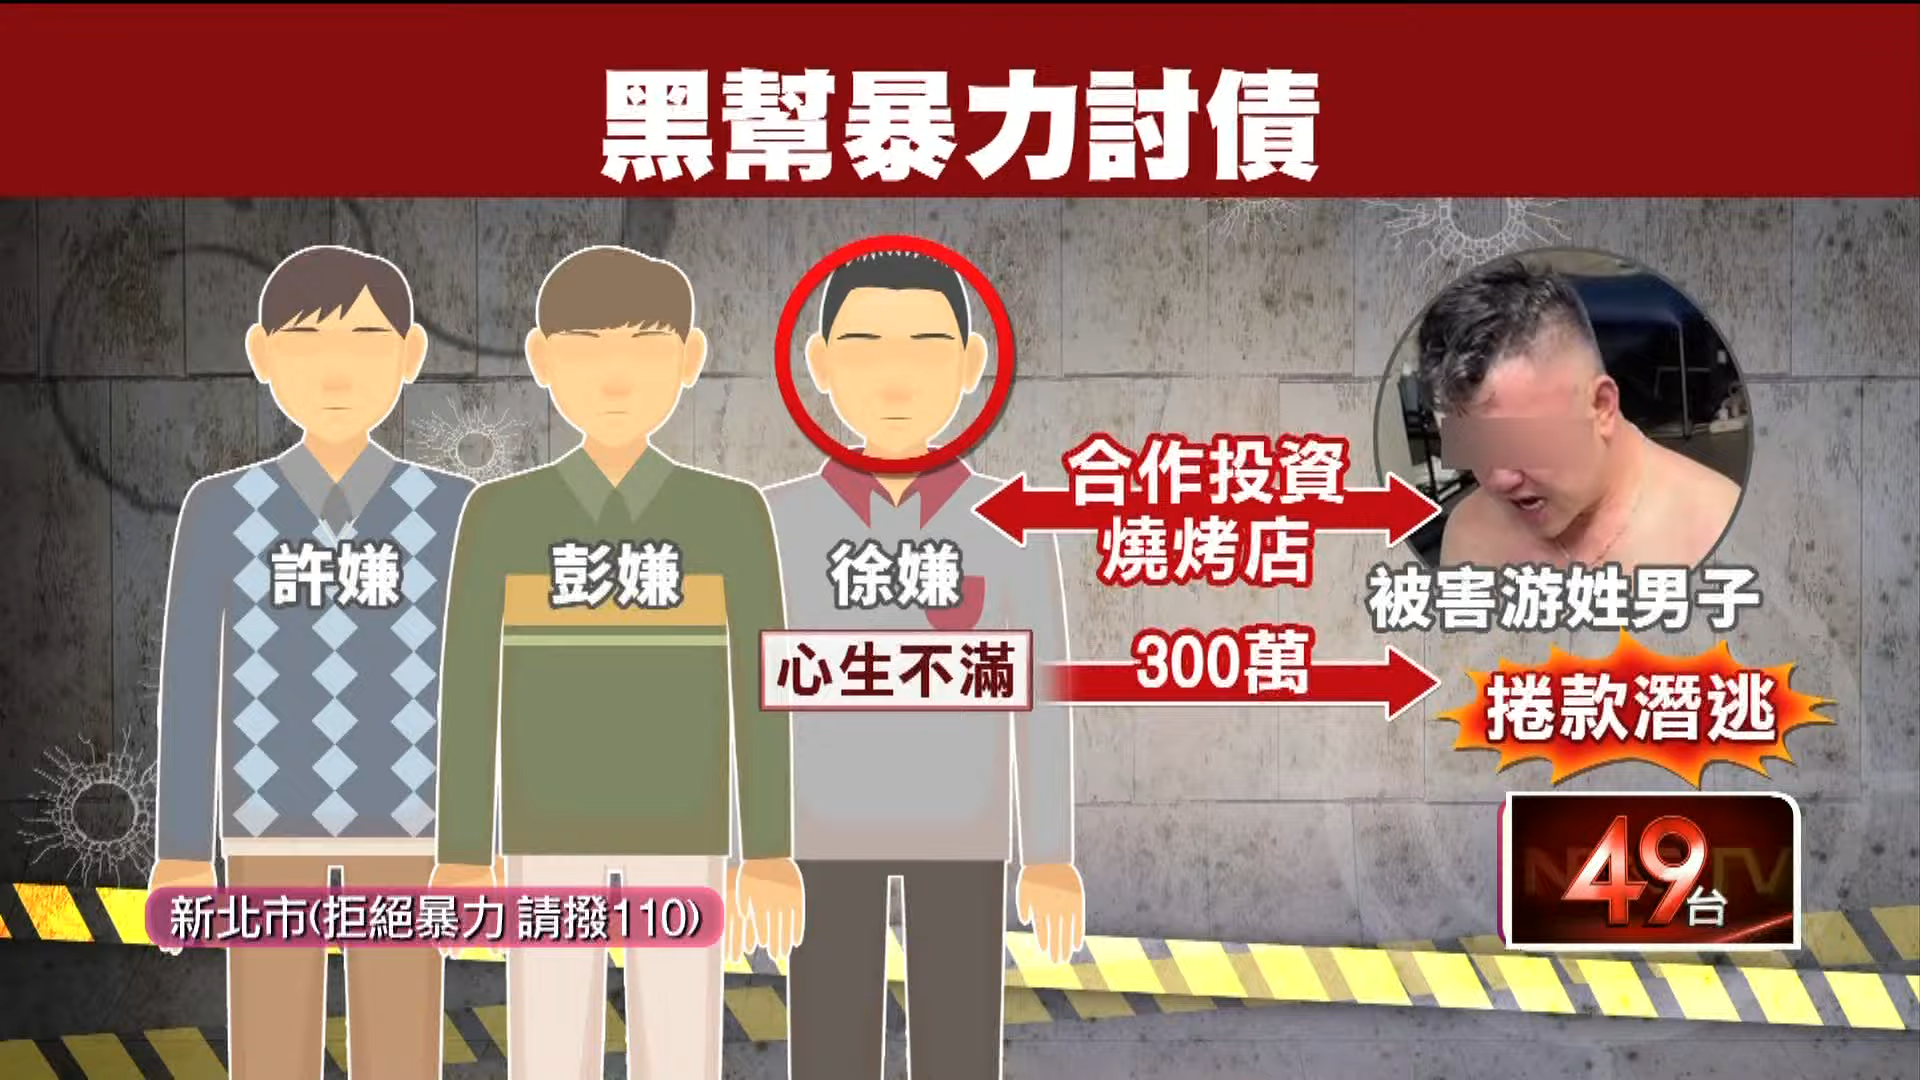 黑幫暴力討債
合作投資
燒烤店
許嫌
彭嫌
徐嫌
被害游姓男子
心生不滿
300萬
捲款潛逃
49台
新北市(拒絕暴力 請撥110)